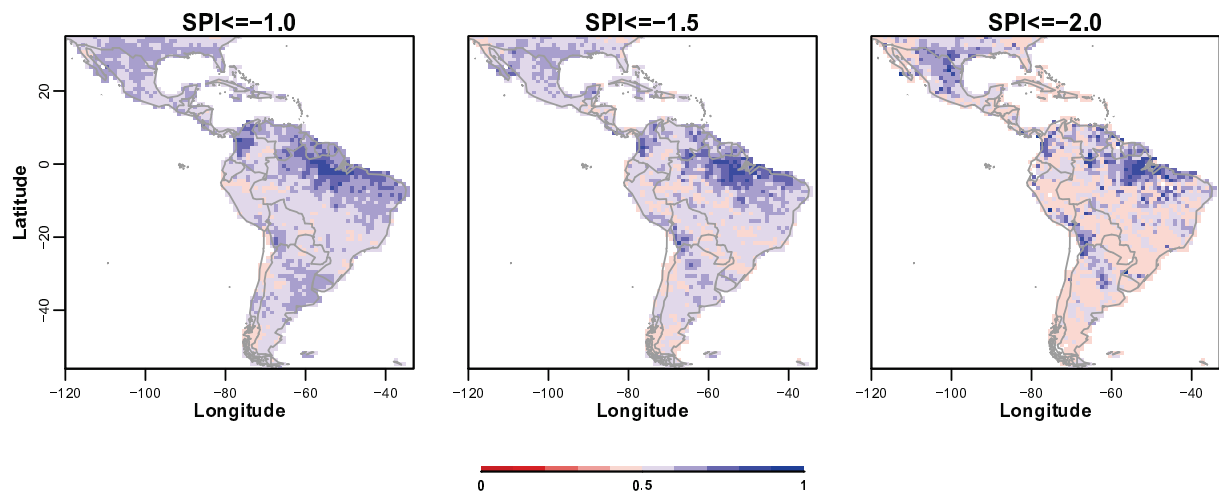 SPI<=−1.0 SPI<=−1.5 SPI<=−2.0
Latitude
20
0
−20
−40
−120 −100 −80 −60 −40 −120 −100 −80 −60 −40 −120 −100 −80 −60 −40
Longitude Longitude Longitude
0 0.5 1